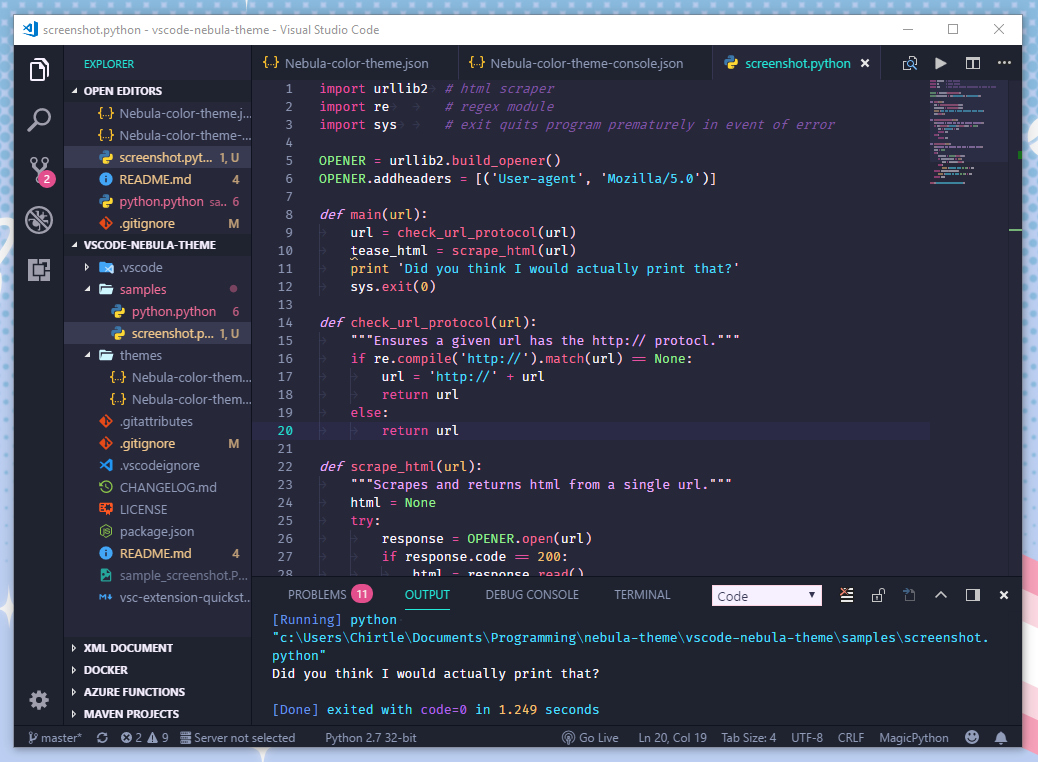 screenshot.python - vscode-nebula-theme - Visual Studio Code
EXPLORER
OPEN EDITORS
Nebula-color-theme.j...
Nebula-color-theme-...
screenshot.pyt... 1, U
README.md 4
python.python sa... 6
.gitignore M
VSCODE-NEBULA-THEME
.vscode
samples
python.python 6
screenshot.p... 1, U
themes
Nebula-color-them...
Nebula-color-them...
.gitattributes
.gitignore M
.vscodeignore
CHANGELOG.md
LICENSE
package.json
README.md 4
sample_screenshot.P...
vsc-extension-quickst...
XML DOCUMENT
DOCKER
AZURE FUNCTIONS
MAVEN PROJECTS
2
Nebula-color-theme.json
Nebula-color-theme-console.json
screenshot.python
1 import urllib2 # html scraper
2 import re # regex module
3 import sys # exit quits program prematurely in event of error
4
5 OPENER = urllib2.build_opener()
6 OPENER.addheaders = [('User-agent', 'Mozilla/5.0')]
7
8 def main(url):
9 url = check_url_protocol(url)
10 tease_html = scrape_html(url)
11 print 'Did you think I would actually print that?'
12 sys.exit(0)
13
14 def check_url_protocol(url):
15 """Ensures a given url has the http:// protocl."""
16 if re.compile('http://').match(url) == None:
17 url = 'http://' + url
18 return url
19 else:
20 return url
21
22 def scrape_html(url):
23 """Scrapes and returns html from a single url."""
24 html = None
25 try:
26 response = OPENER.open(url)
27 if response.code == 200:
28 html = response.read()
PROBLEMS 11 OUTPUT DEBUG CONSOLE TERMINAL Code
[Running] python
"c:\Users\Chirtle\Documents\Programming\nebula-theme\vscode-nebula-theme\samples\screenshot.
python"
Did you think I would actually print that?
[Done] exited with code=0 in 1.249 seconds
master* 2 9 Server not selected Python 2.7 32-bit Go Live Ln 20, Col 19 Tab Size: 4 UTF-8 CRLF MagicPython